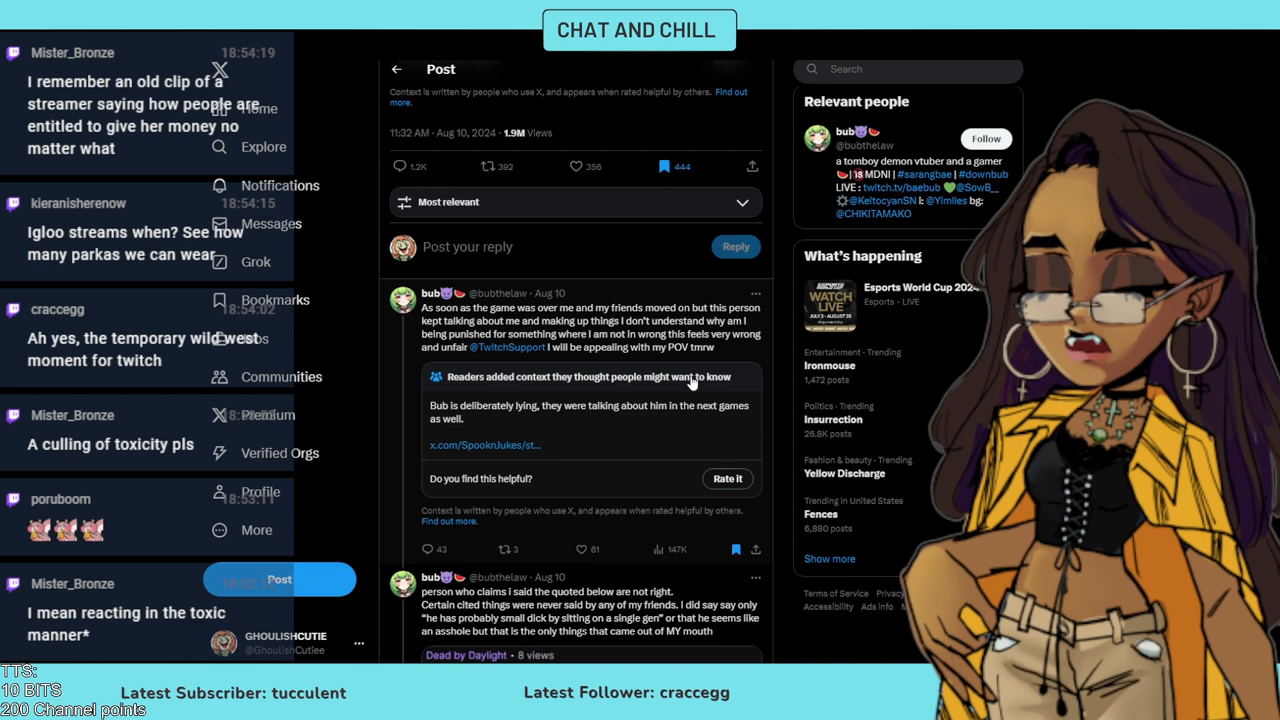 CHAT AND CHILL
Mister_Bronze 18:54:19
I remember an old clip of a
streamer saying how people are
entitled to give her money no
matter what
kieranisherenow 18:54:15
Igloo streams when? See how
many parkas we can wear
craccegg 18:54:02
Ah yes, the temporary wild west
moment for twitch
Mister_Bronze
A culling of toxicity pls
poruboom
Mister_Bronze
I mean reacting in the toxic
manner*
Home
Explore
Notifications
Messages
Grok
Bookmarks
Communities
Premium
Verified Orgs
Profile
More
Post
GHOULISHCUTIE
@GhoulishCutiee
Post
Context is written by people who use X, and appears when rated helpful by others. Find out
more.
11:32 AM · Aug 10, 2024 · 1.9M Views
1.2K 392 356 444
Most relevant
Post your reply
Reply
bub @bubthelaw · Aug 10
As soon as the game was over me and my friends moved on but this person
kept talking about me and making up things I don't understand why am I
being punished for something where I am not in wrong this feels very wrong
and unfair @TwitchSupport I will be appealing with my POV tmrw
Readers added context they thought people might want to know
Bub is deliberately lying, they were talking about him in the next games
as well.
x.com/SpooknJukes/st...
Do you find this helpful?
Rate it
Context is written by people who use X, and appears when rated helpful by others.
Find out more.
43 3 61 147K
bub @bubthelaw · Aug 10
person who claims i said the quoted below are not right.
Certain cited things were never said by any of my friends. I did say say only
"he has probably small dick by sitting on a single gen" or that he seems like
an asshole but that is the only things that came out of MY mouth
Dead by Daylight • 8 views
Search
Relevant people
bub
@bubthelaw
Follow
a tomboy demon vtuber and a gamer
| MDNI | #sarangbae | #downbub
LIVE : twitch.tv/baebub @SowB__
@KeltocyanSN l: @Yimiles bg:
@CHIKITAMAKO
What's happening
WATCH
LIVE
Esports World Cup 2024
Esports · LIVE
Entertainment · Trending
Ironmouse
1,472 posts
Politics · Trending
Insurrection
26.8K posts
Fashion & beauty · Trending
Yellow Discharge
Trending in United States
Fences
6,880 posts
Show more
Terms of Service Privacy
Accessibility Ads info
TTS:
10 BITS
200 Channel points
Latest Subscriber: tucculent
Latest Follower: craccegg